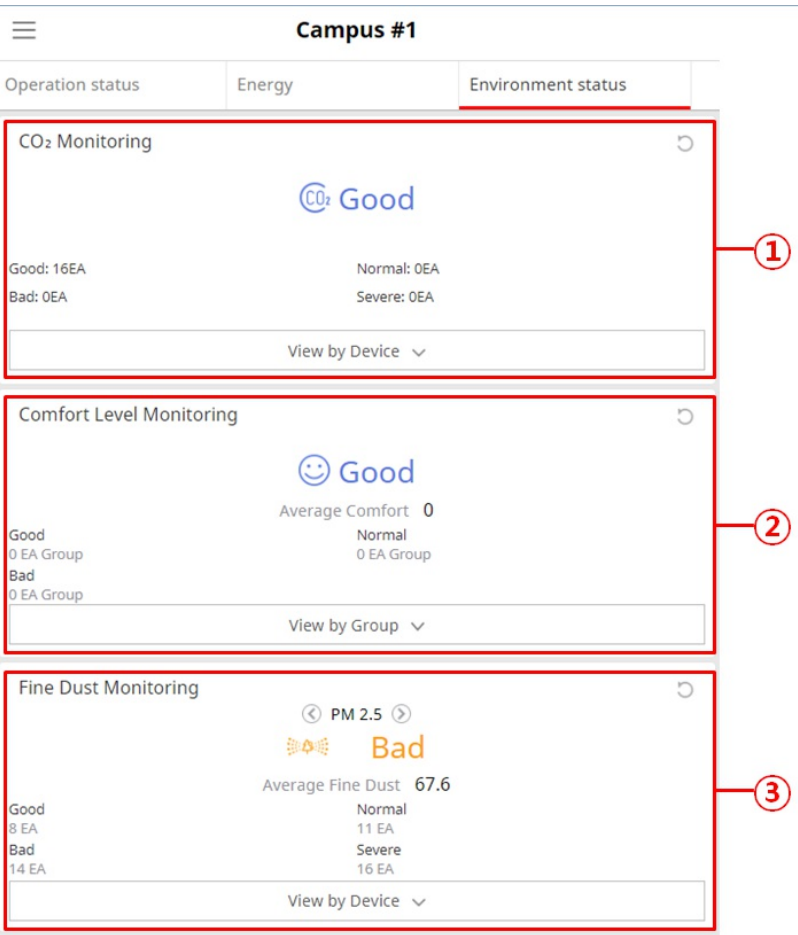 Campus #1
Operation status Energy Environment status
CO₂ Monitoring
CO₂ Good
Good: 16EA Normal: 0EA
Bad: 0EA Severe: 0EA
View by Device
①
Comfort Level Monitoring
Good
Average Comfort 0
Good Normal
0 EA Group 0 EA Group
Bad
0 EA Group
View by Group
②
Fine Dust Monitoring
PM 2.5
Bad
Average Fine Dust 67.6
Good Normal
8 EA 11 EA
Bad Severe
14 EA 16 EA
View by Device
③